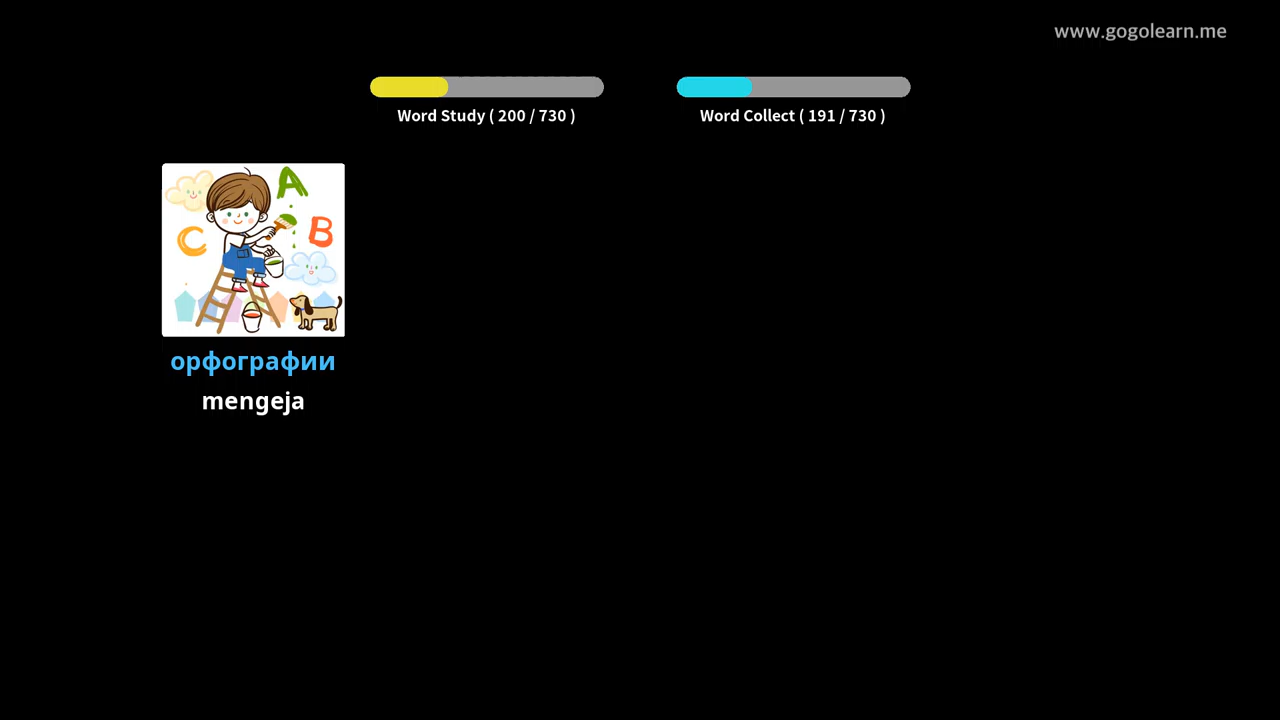 www.gogolearn.me
Word Study ( 200 / 730 )
Word Collect ( 191 / 730 )
A
B
C
орфографии
mengeja